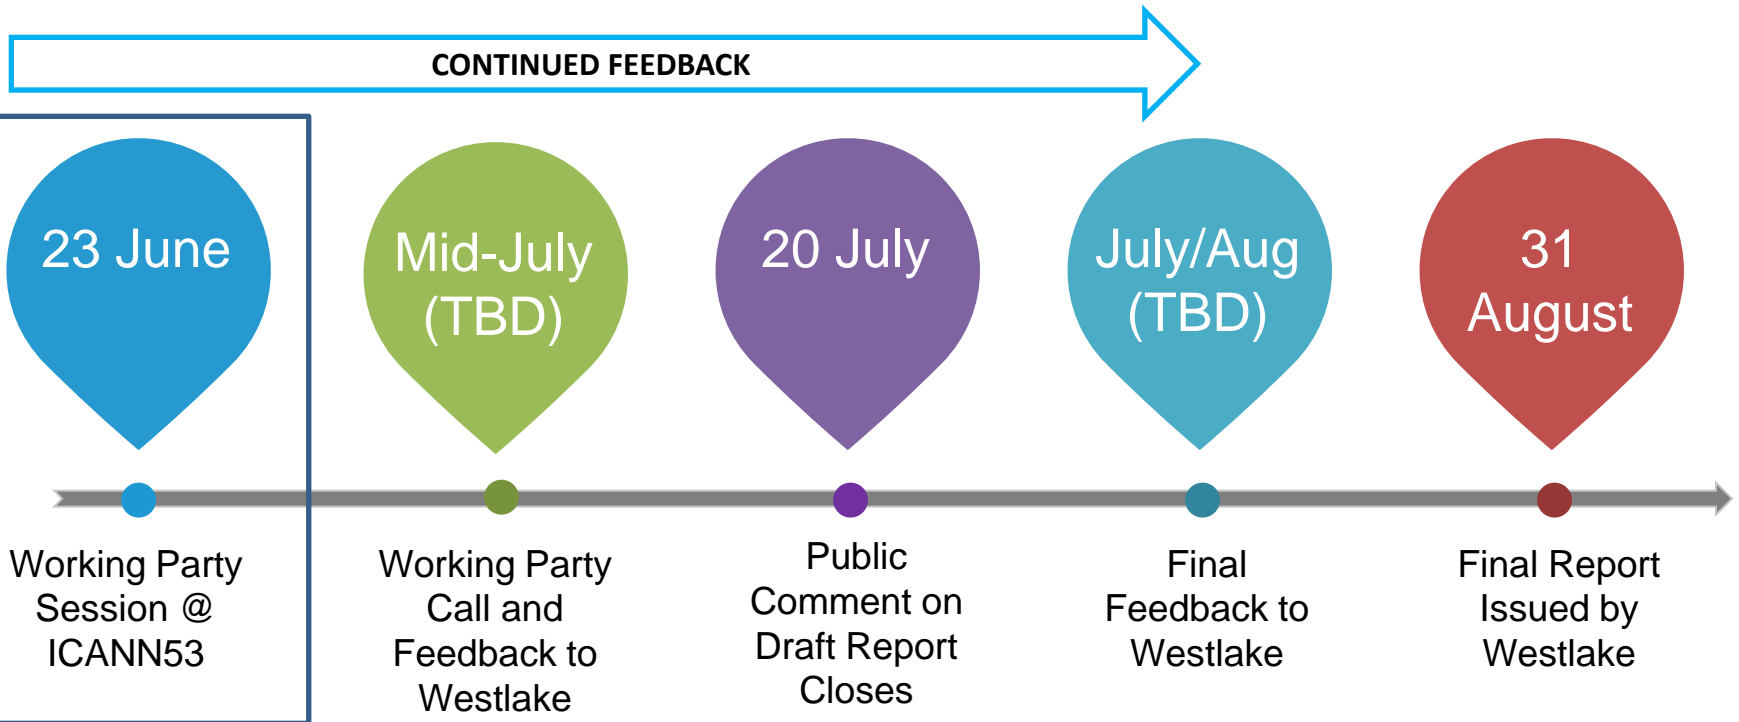 CONTINUED FEEDBACK
23 June
Mid-July
(TBD)
20 July
July/Aug
(TBD)
31
August
Working Party
Session @
ICANN53
Working Party
Call and
Feedback to
Westlake
Public
Comment on
Draft Report
Closes
Final
Feedback to
Westlake
Final Report
Issued by
Westlake